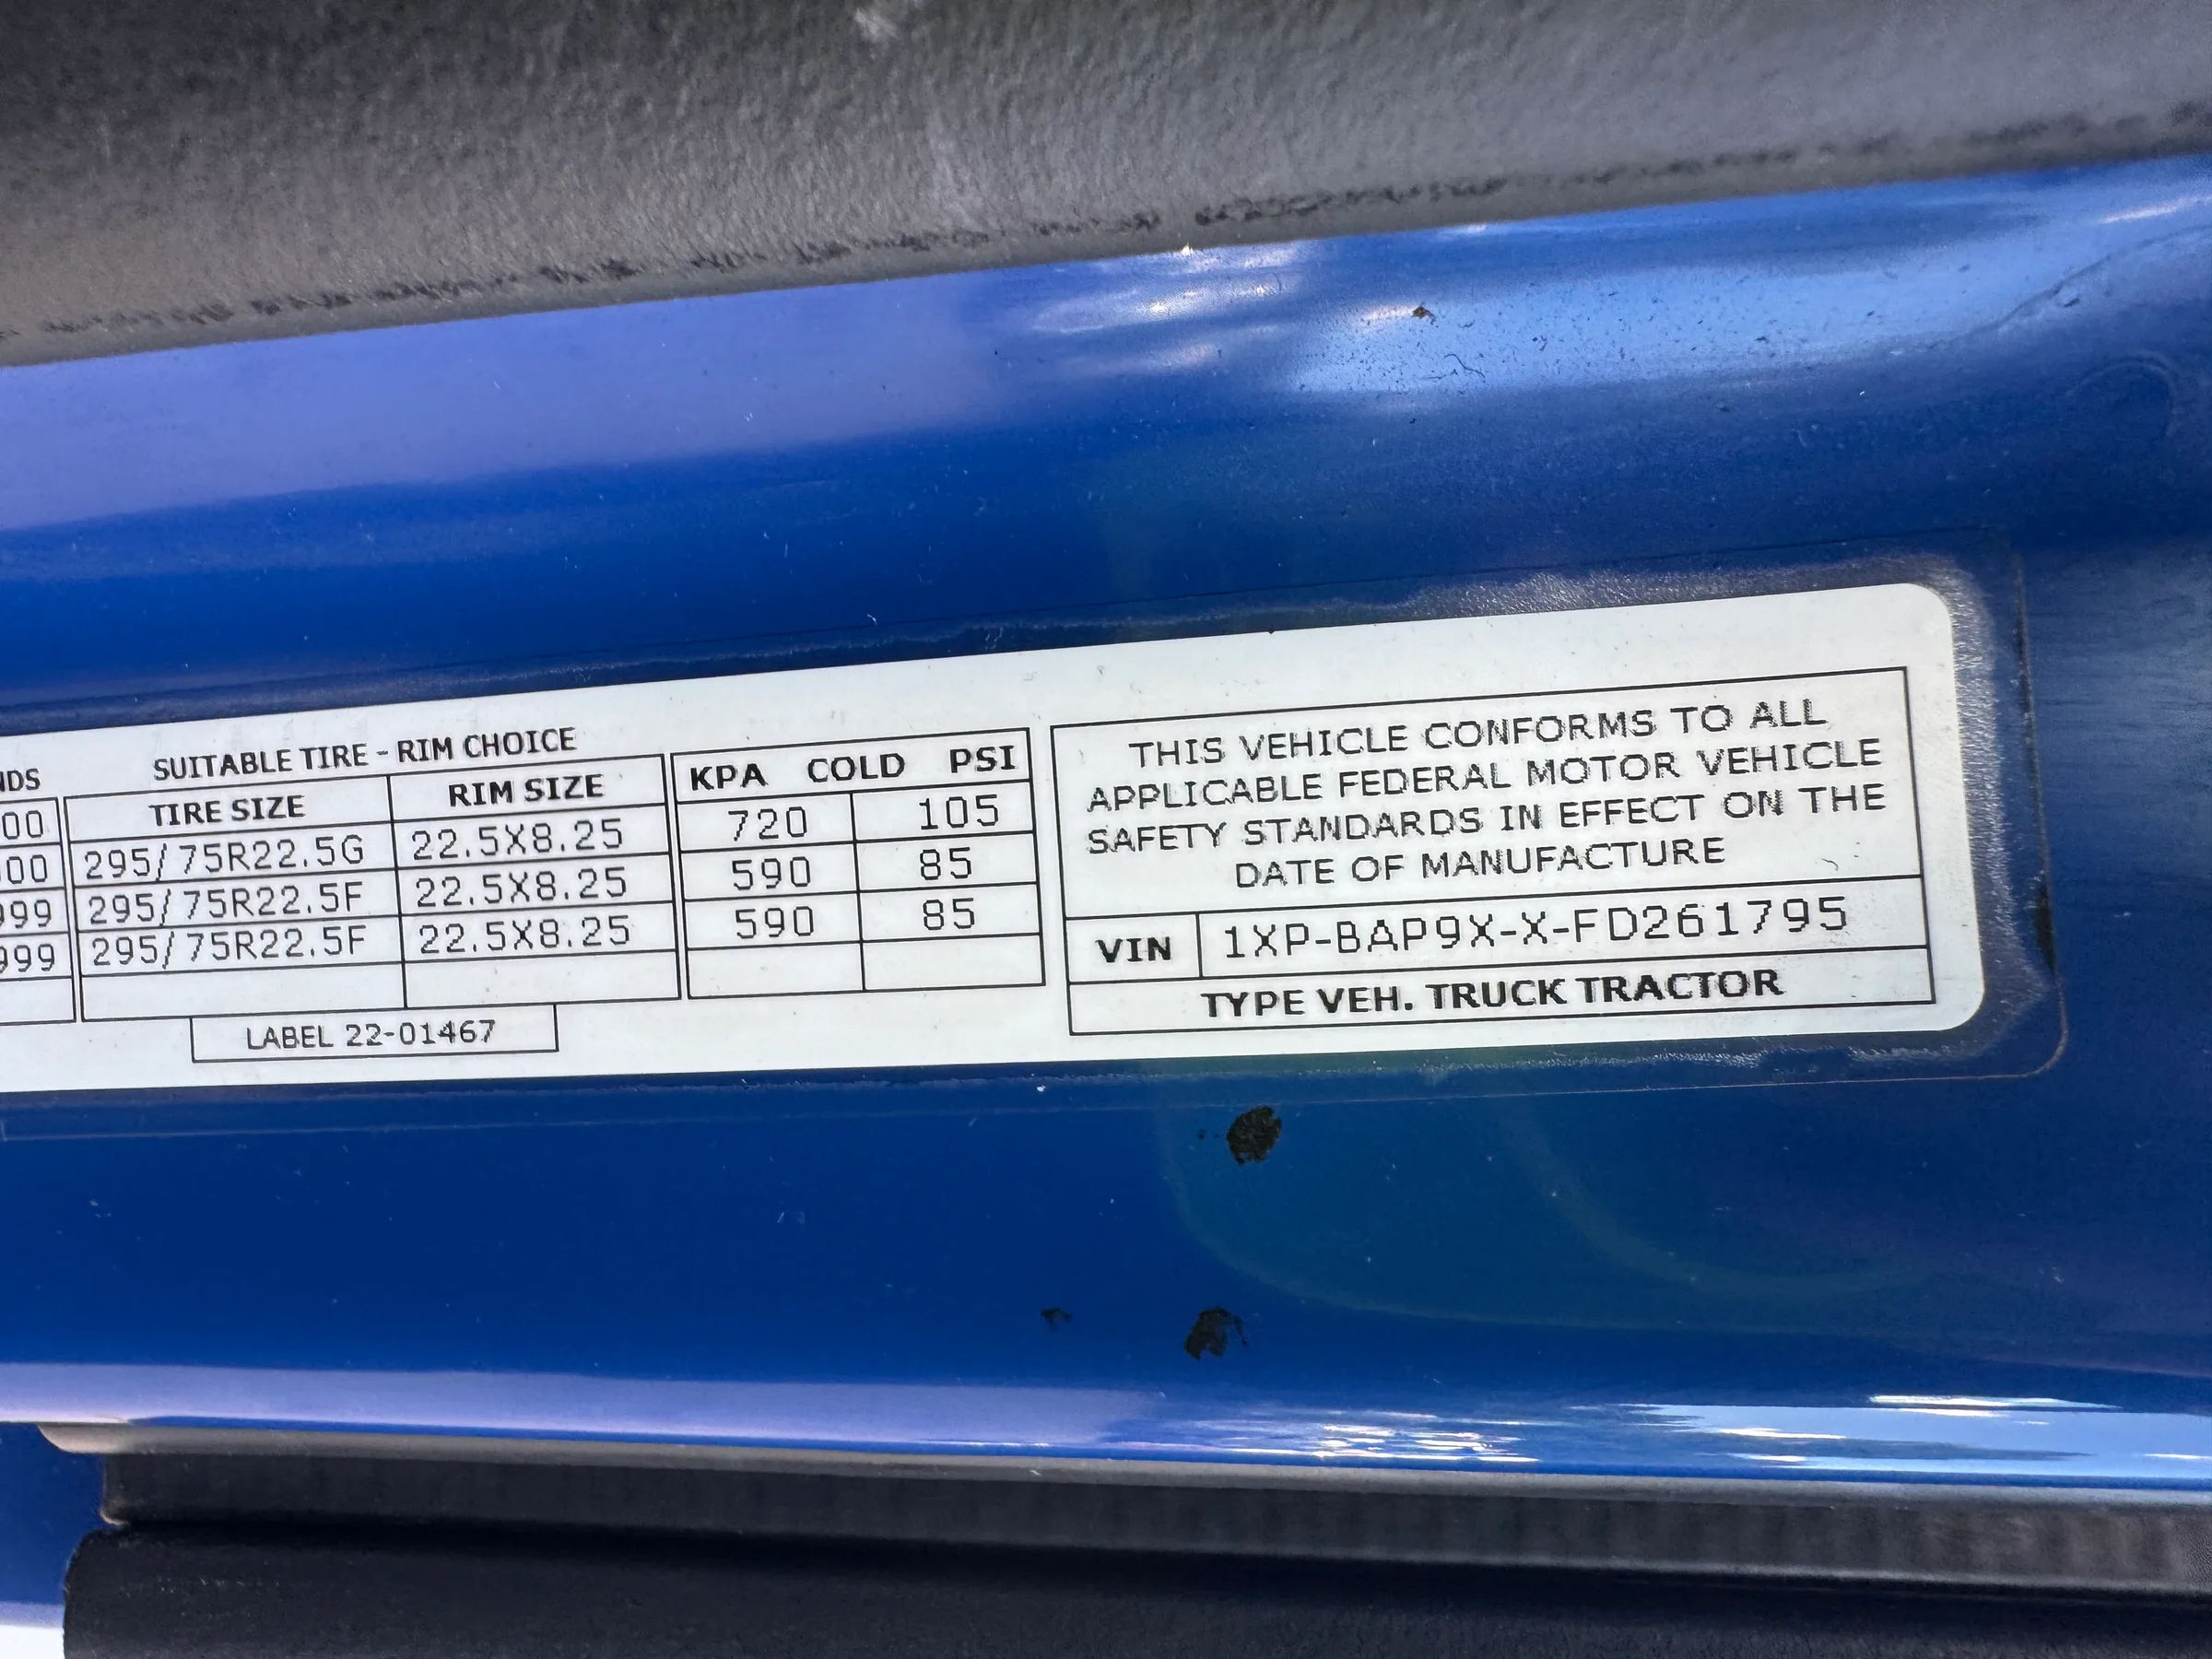 NDS
SUITABLE TIRE - RIM CHOICE
TIRE SIZE RIM SIZE
KPA COLD PSI
00 295/75R22.5G 22.5X8.25 720 105
00 295/75R22.5F 22.5X8.25 590 85
999 295/75R22.5F 22.5X8.25 590 85
999
LABEL 22-01467
THIS VEHICLE CONFORMS TO ALL
APPLICABLE FEDERAL MOTOR VEHICLE
SAFETY STANDARDS IN EFFECT ON THE
DATE OF MANUFACTURE
VIN 1XP-BAP9X-X-FD261795
TYPE VEH. TRUCK TRACTOR